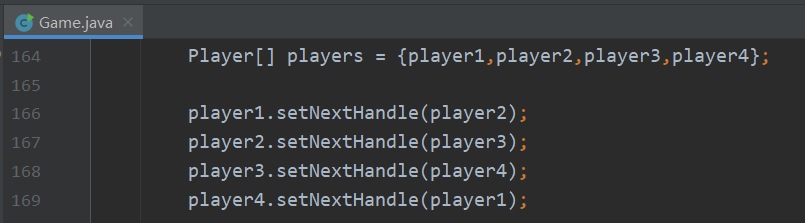 Game.java
164 Player[] players = {player1,player2,player3,player4};
165
166 player1.setNextHandle(player2);
167 player2.setNextHandle(player3);
168 player3.setNextHandle(player4);
169 player4.setNextHandle(player1);